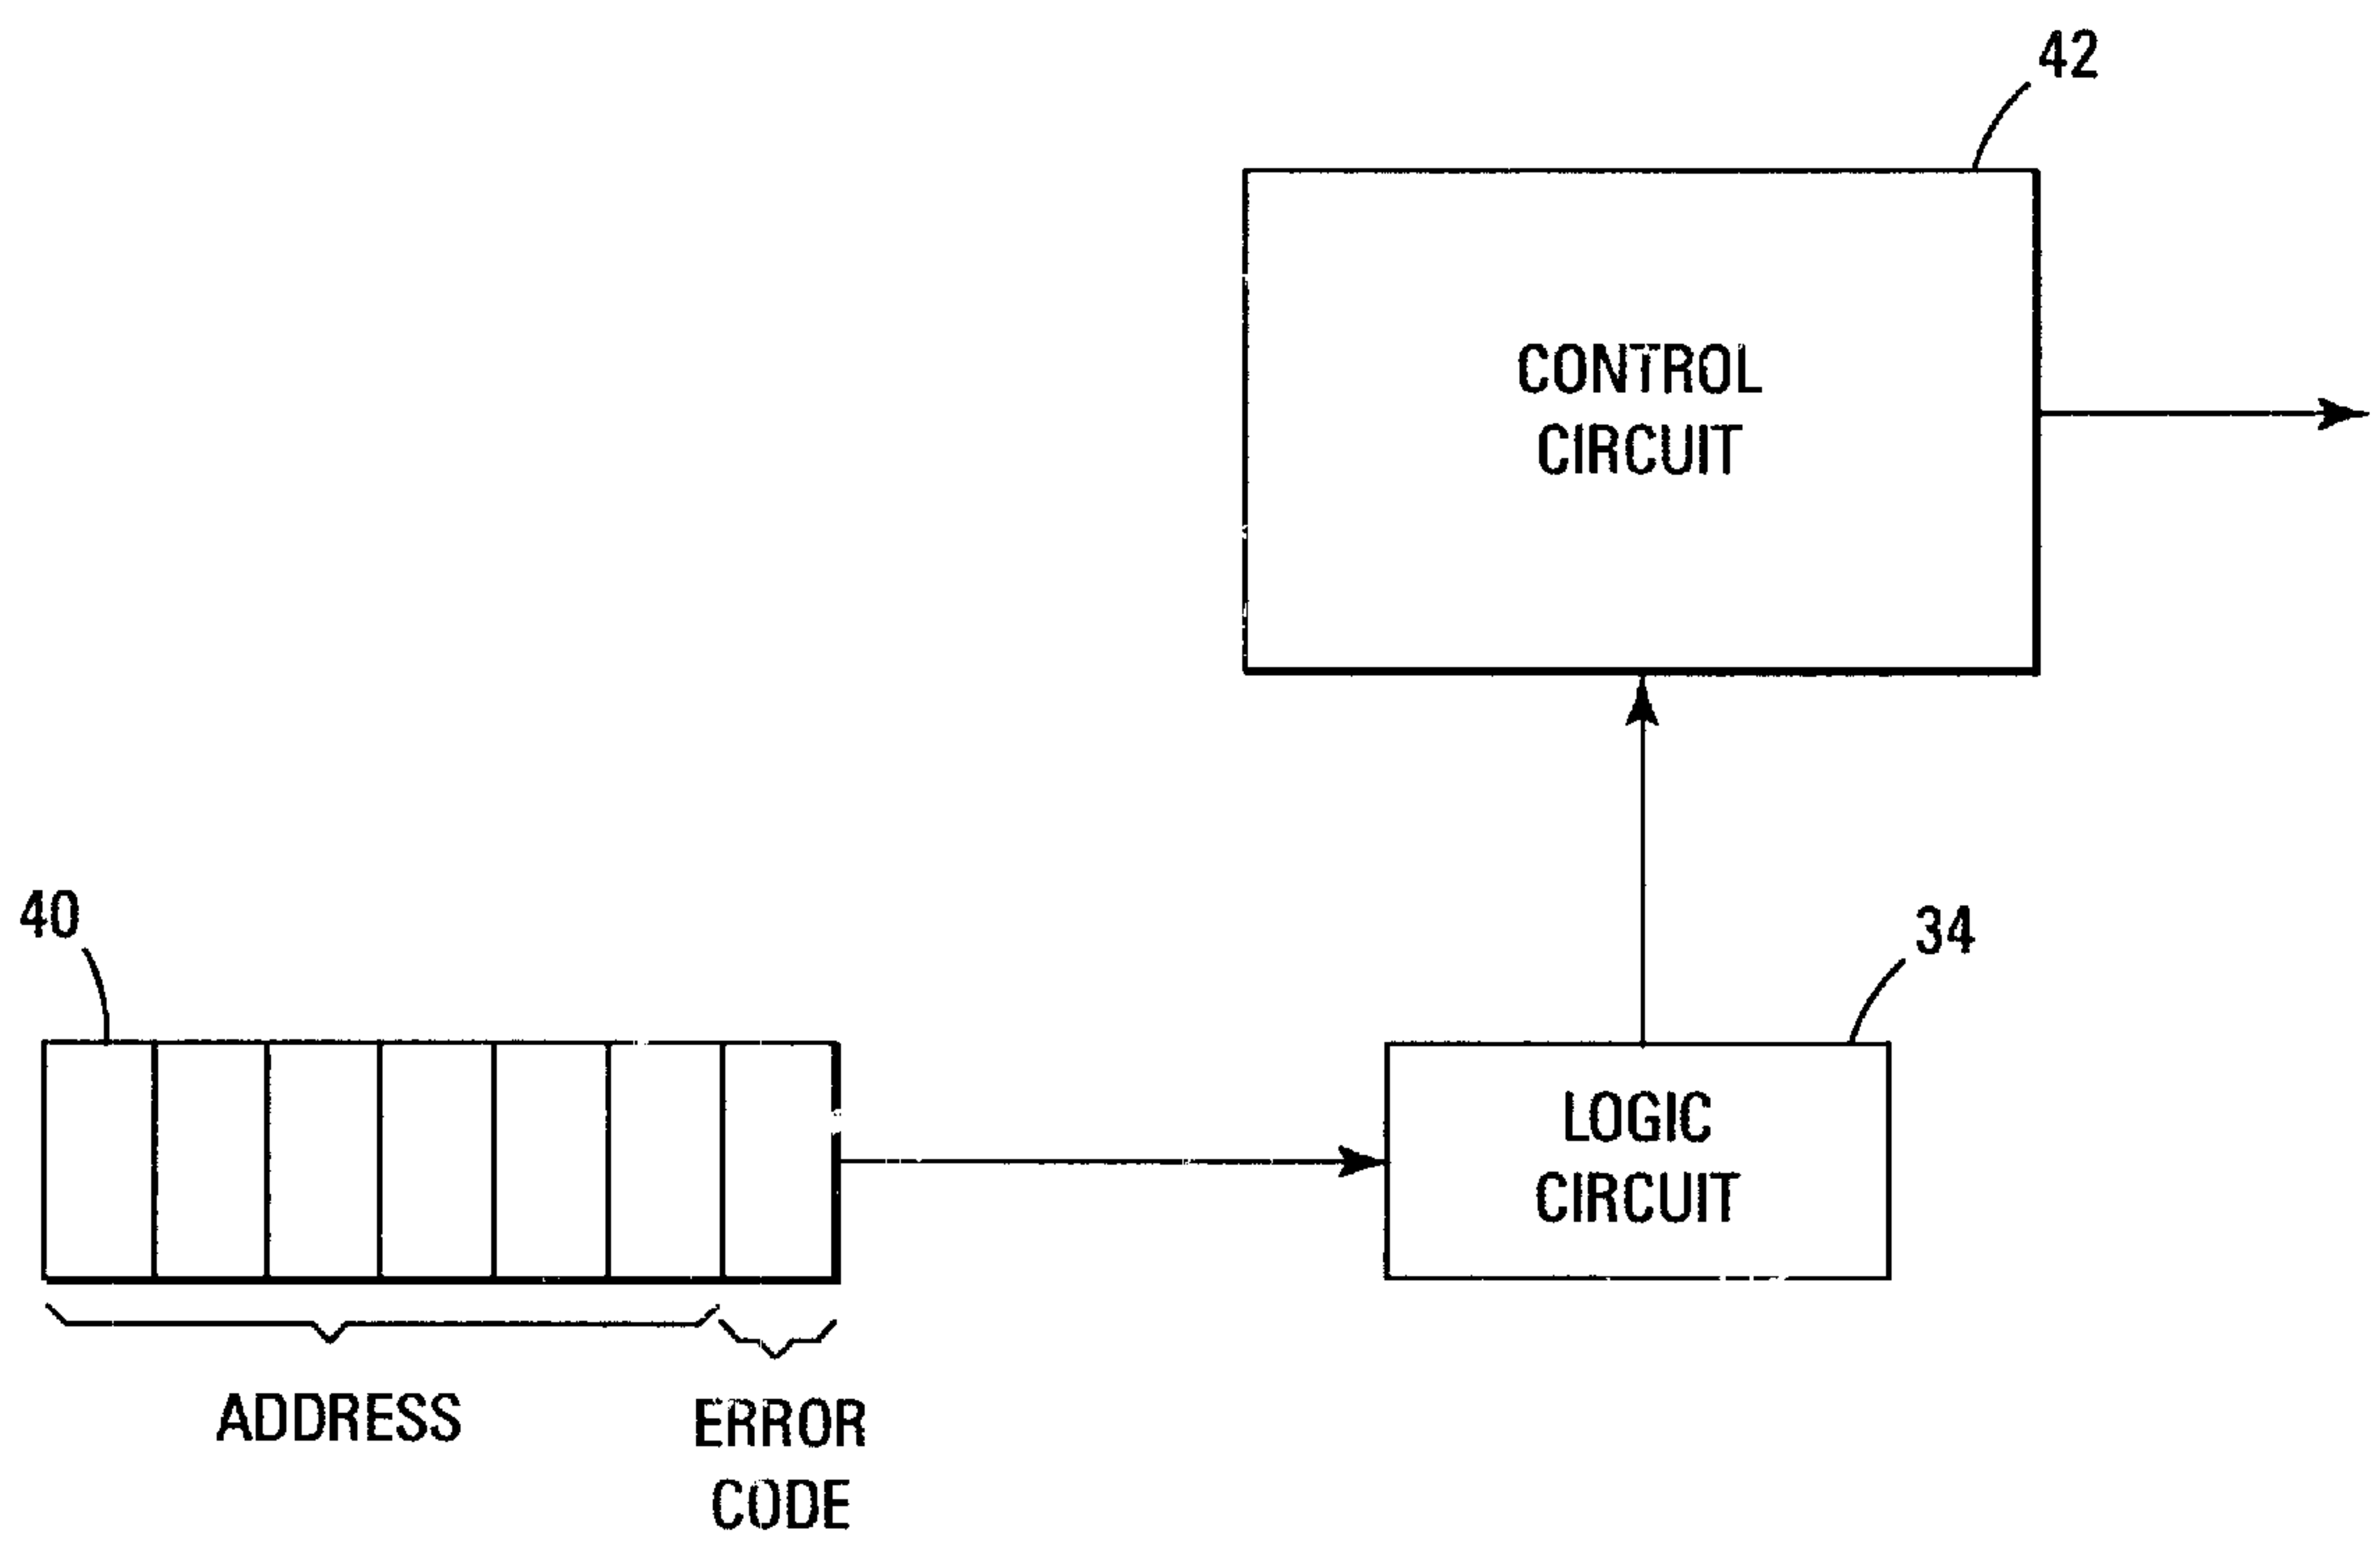 42
CONTROL
CIRCUIT
40
34
LOGIC
CIRCUIT
ADDRESS
ERROR
CODE